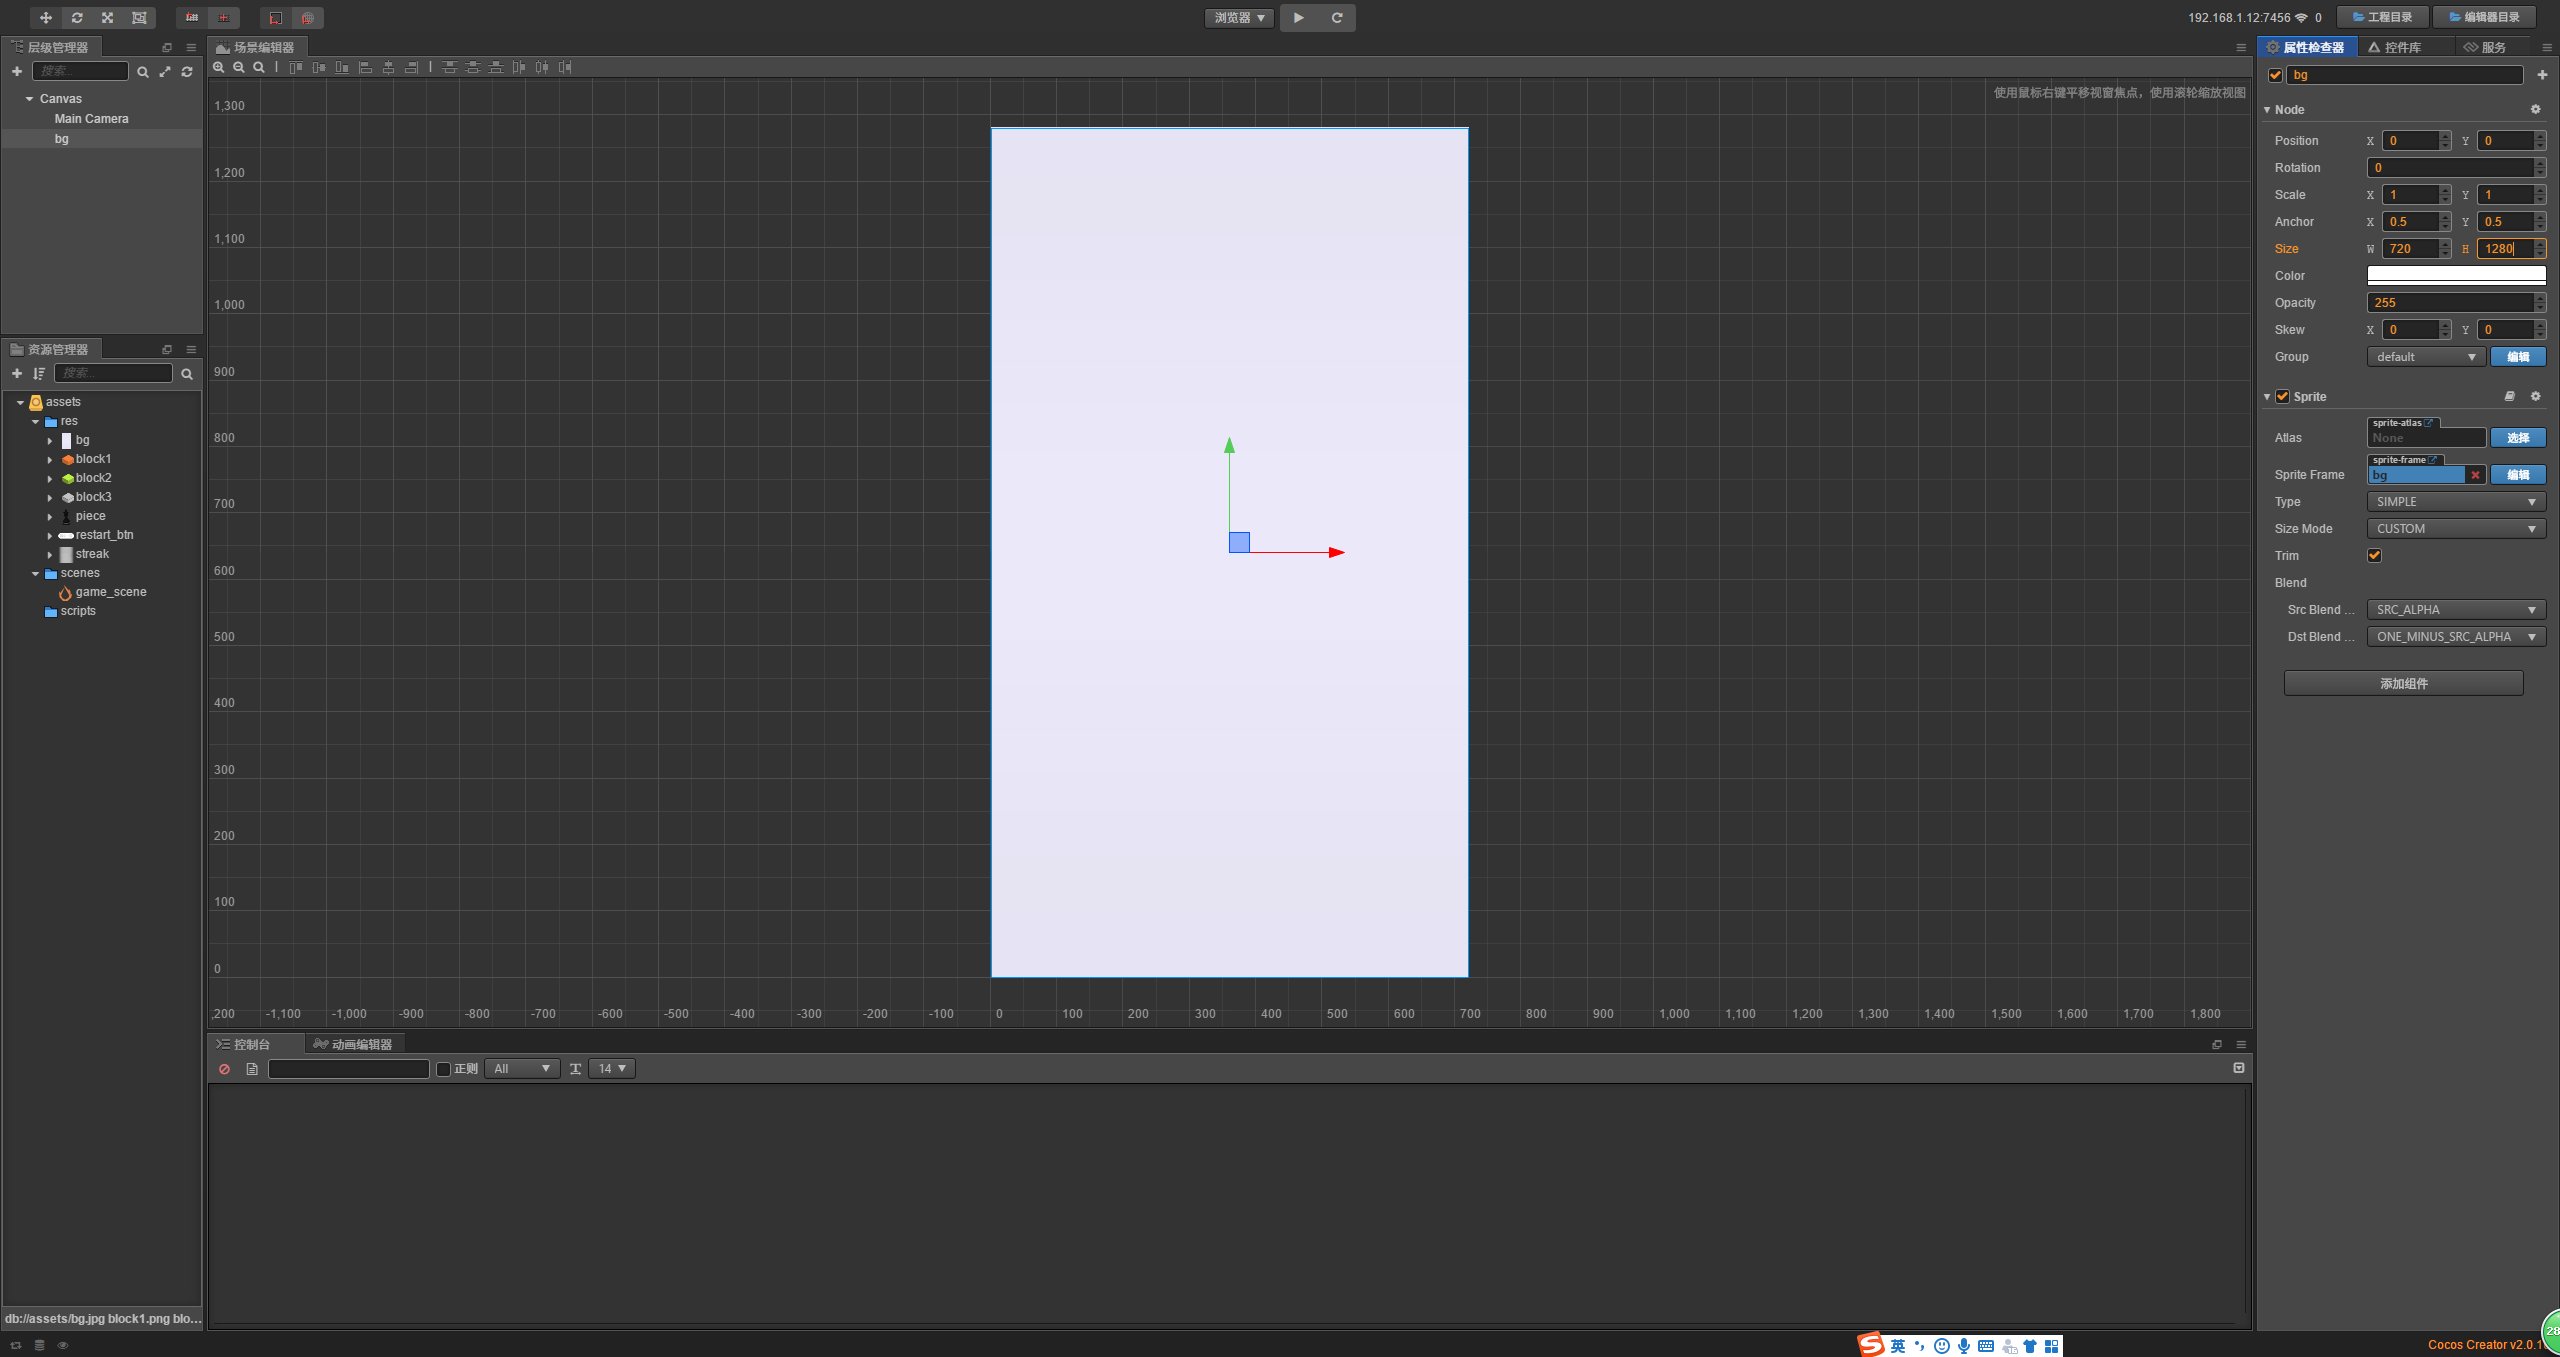 浏览器
192.168.1.12:7456 0
工程目录
编辑器目录
层级管理器
搜索...
Canvas
Main Camera
bg
资源管理器
搜索...
assets
res
bg
block1
block2
block3
piece
restart_btn
streak
scenes
game_scene
scripts
db://assets/bg.jpg block1.png blo...
场景编辑器
使用鼠标右键平移视窗焦点，使用滚轮缩放视图
1,300
1,200
1,100
1,000
900
800
700
600
500
400
300
200
100
0
,200 -1,100 -1,000 -900 -800 -700 -600 -500 -400 -300 -200 -100 0 100 200 300 400 500 600 700 800 900 1,000 1,100 1,200 1,300 1,400 1,500 1,600 1,700 1,800
控制台 动画编辑器
正则 All 14
属性检查器 控件库 服务
bg
Node
Position X 0 Y 0
Rotation 0
Scale X 1 Y 1
Anchor X 0.5 Y 0.5
Size W 720 H 1280
Color
Opacity 255
Skew X 0 Y 0
Group default 编辑
Sprite
sprite-atlas
Atlas None 选择
sprite-frame
Sprite Frame bg 编辑
Type SIMPLE
Size Mode CUSTOM
Trim
Blend
Src Blend ... SRC_ALPHA
Dst Blend ... ONE_MINUS_SRC_ALPHA
添加组件
英
Cocos Creator v2.0.1
28